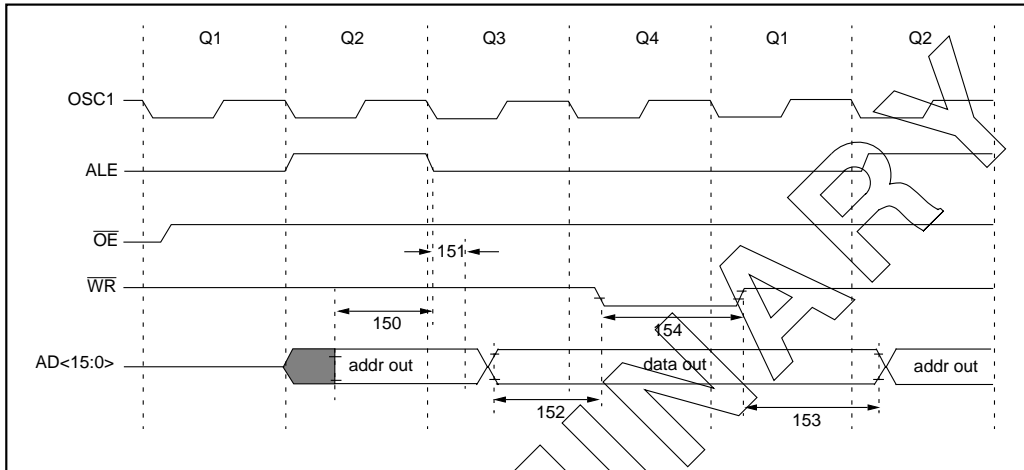 Q1 Q2 Q3 Q4 Q1 Q2
OSC1
ALE
OE
151
WR
150
154
AD<15:0>
addr out data out addr out
152
153
INARY